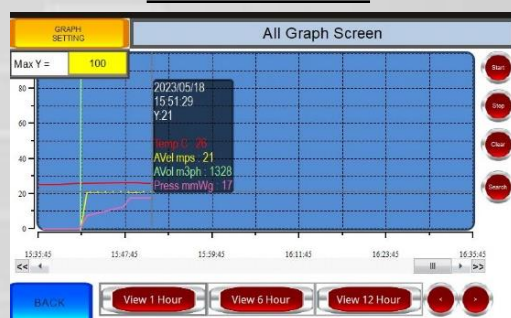 GRAPH
SETTING
All Graph Screen
Max Y = 100
80
60
40
20
0
2023/05/18
15 51:29
Y:21
Temp C : 26
AVel mps : 21
AVol m3ph : 1328
Press mmWg : 17
15:35:45 15:47:45 15:59:45 16:11:45 16:23:45 16:35:45
<< >>
Start
Stop
Clear
Search
BACK
View 1 Hour
View 6 Hour
View 12 Hour
< >